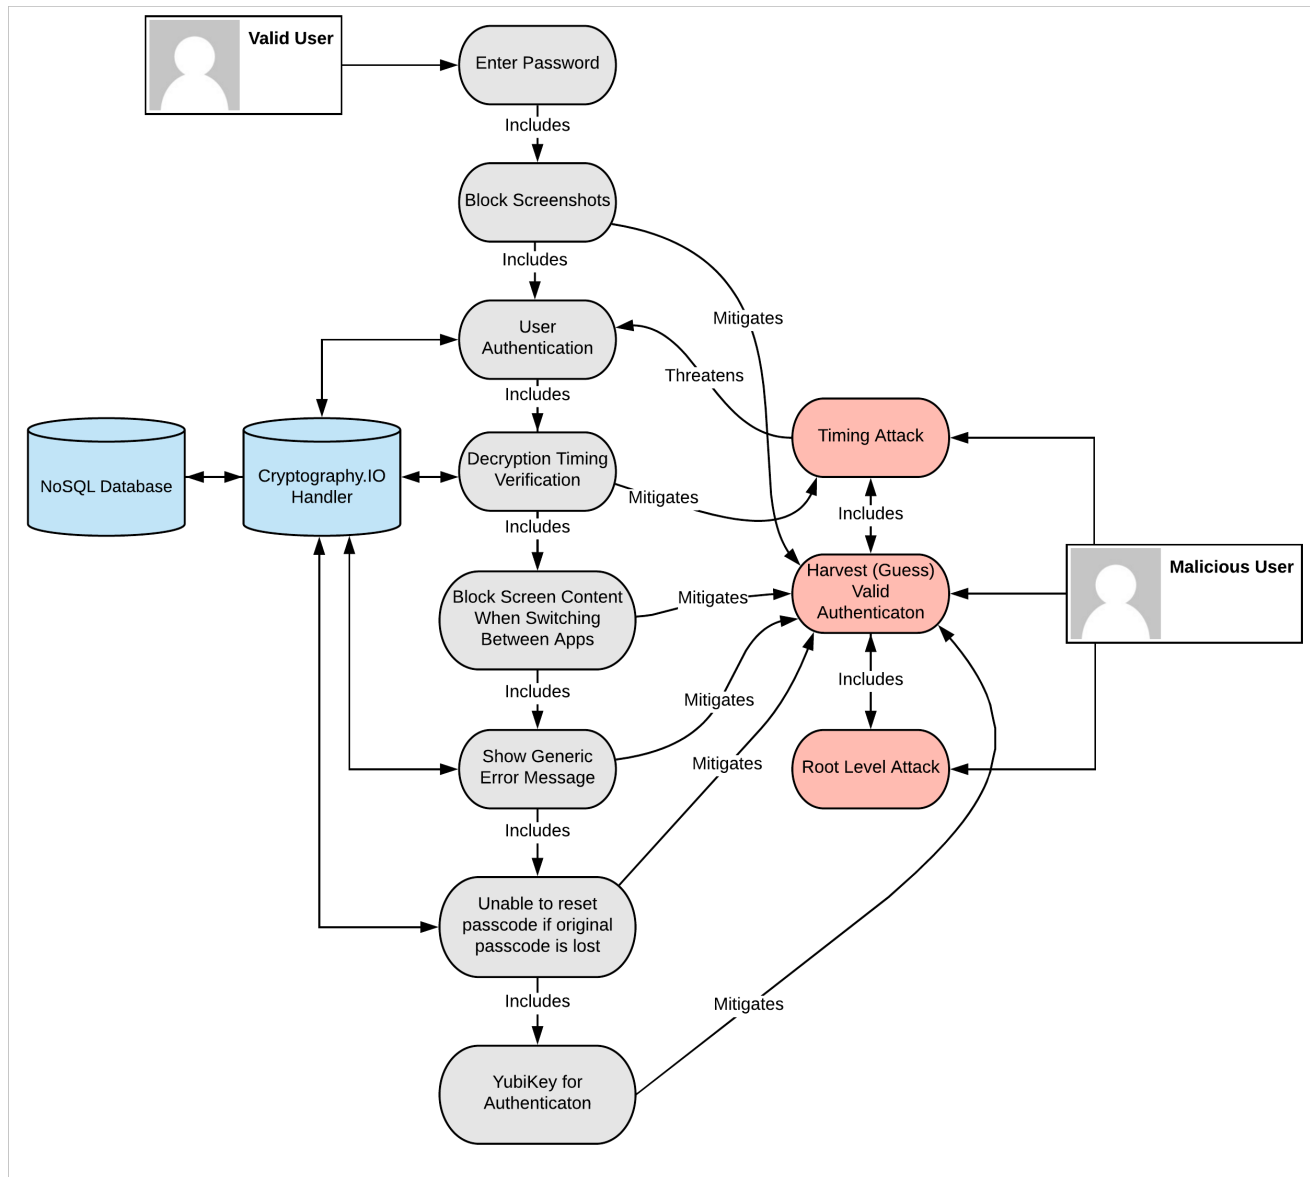 Valid User
Enter Password
Includes
Block Screenshots
Includes
Mitigates
User
Authentication
Threatens
Includes
Timing Attack
Decryption Timing
Verification
Cryptography.IO
Handler
NoSQL Database
Mitigates
Includes
Includes
Harvest (Guess)
Valid
Authenticaton
Malicious User
Block Screen Content
When Switching
Between Apps
Mitigates
Includes
Includes
Mitigates
Show Generic
Error Message
Mitigates
Root Level Attack
Includes
Unable to reset
passcode if original
passcode is lost
Includes
Mitigates
YubiKey for
Authenticaton